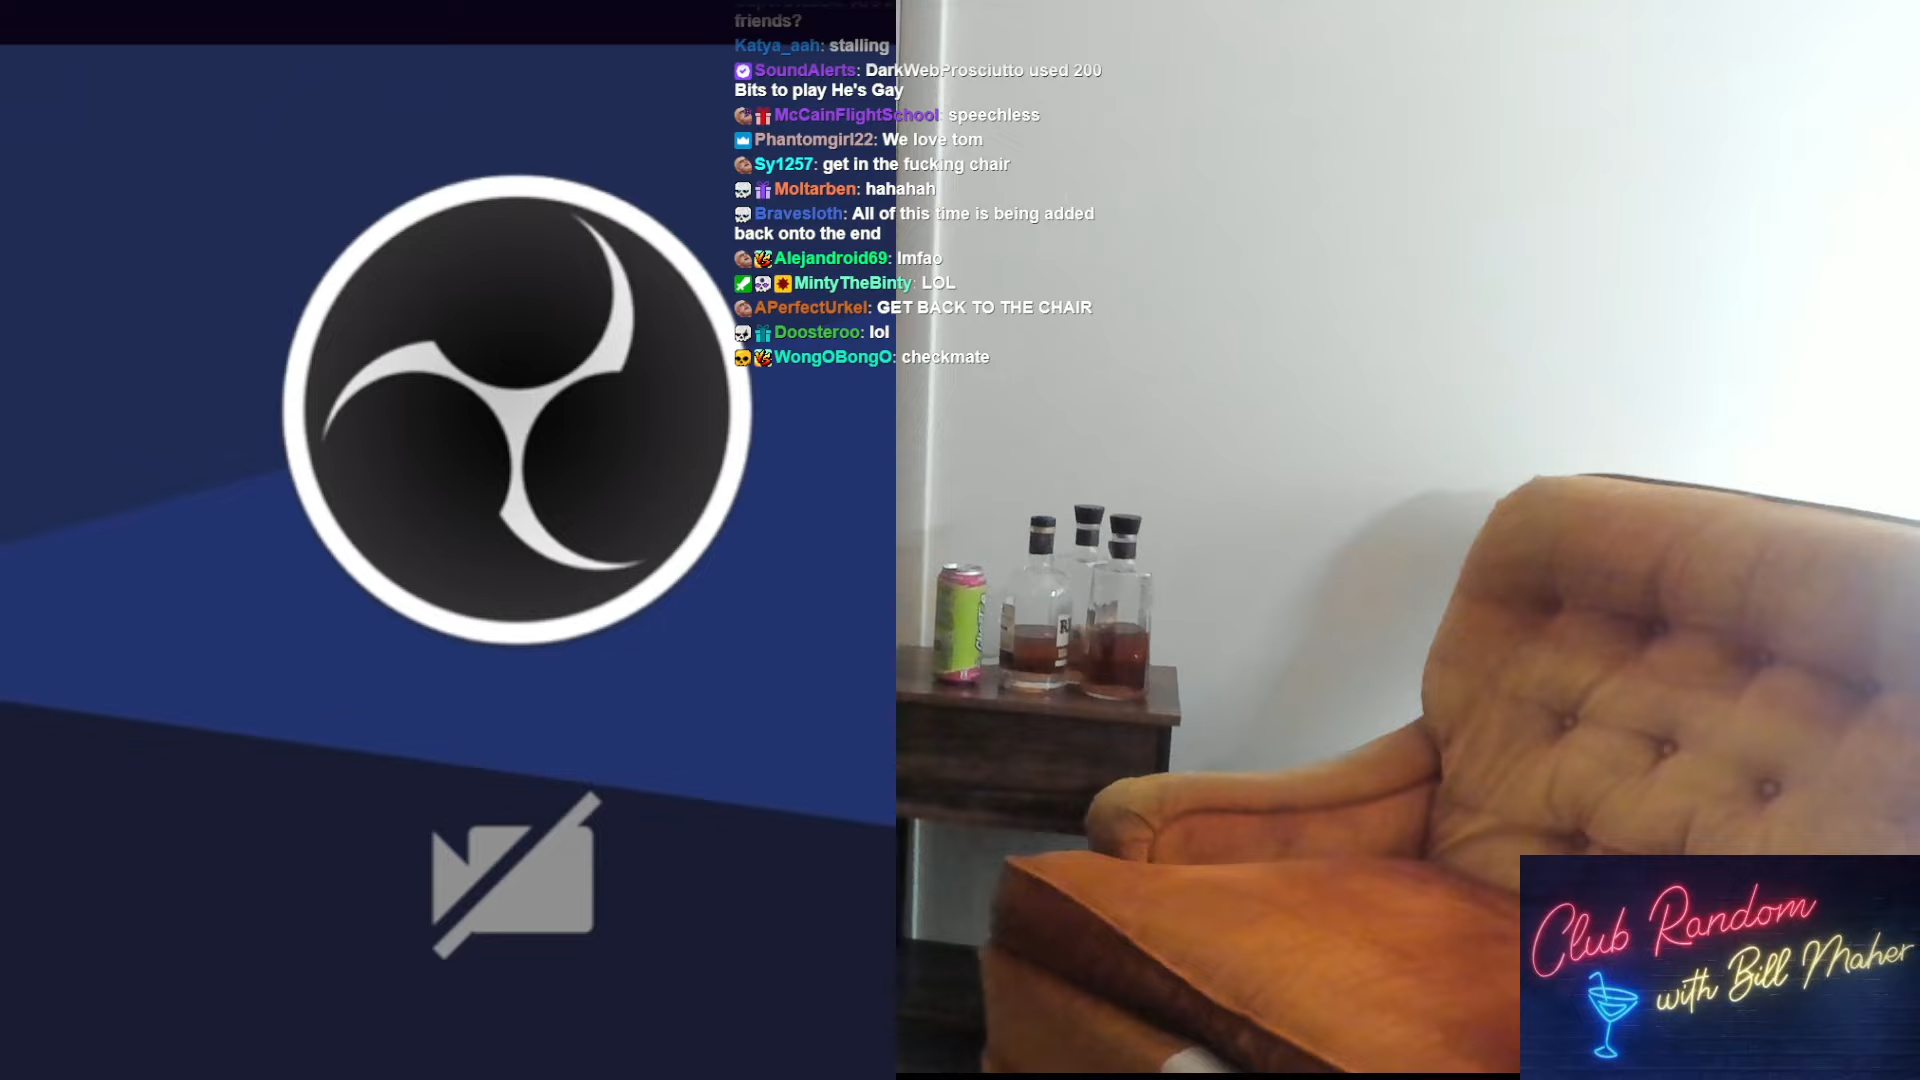 friends?
Katya_aah: stalling
SoundAlerts: DarkWebProsciutto used 200
Bits to play He's Gay
McCainFlightSchool: speechless
Phantomgirl22: We love tom
Sy1257: get in the fucking chair
Moltarben: hahahah
Bravesloth: All of this time is being added
back onto the end
Alejandroid69: lmfao
MintyTheBinty: LOL
APerfectUrkel: GET BACK TO THE CHAIR
Doosteroo: lol
WongOBongO: checkmate
Club Random
with Bill Maher